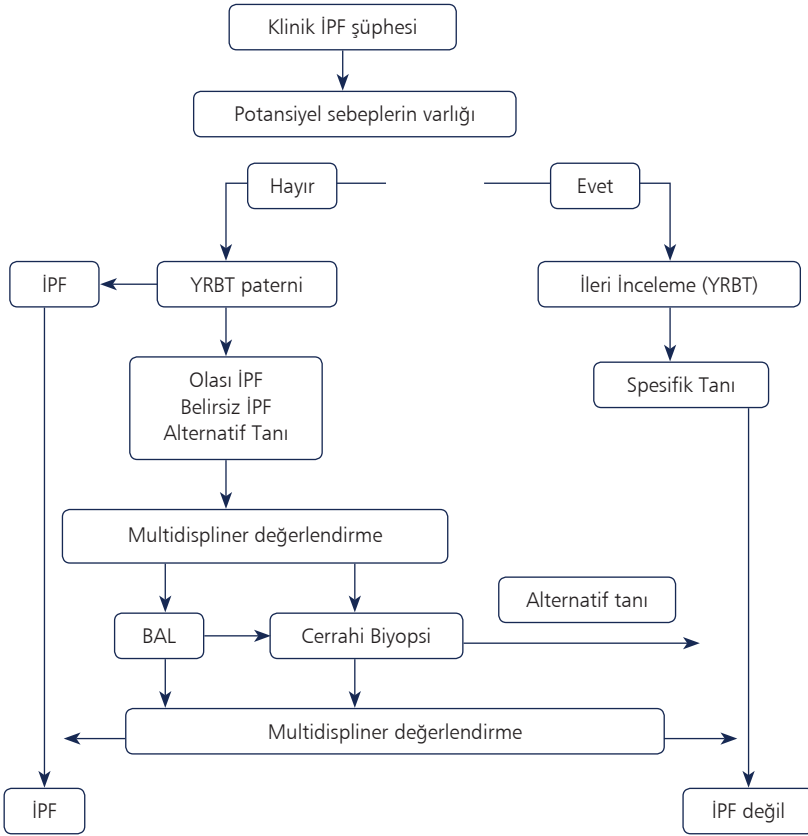 Klinik İPF şüphesi
Potansiyel sebeplerin varlığı
Hayır
Evet
İPF
YRBT paterni
İleri İnceleme (YRBT)
Olası İPF
Belirsiz İPF
Alternatif Tanı
Spesifik Tanı
Multidispliner değerlendirme
Alternatif tanı
BAL
Cerrahi Biyopsi
Multidispliner değerlendirme
İPF
İPF değil